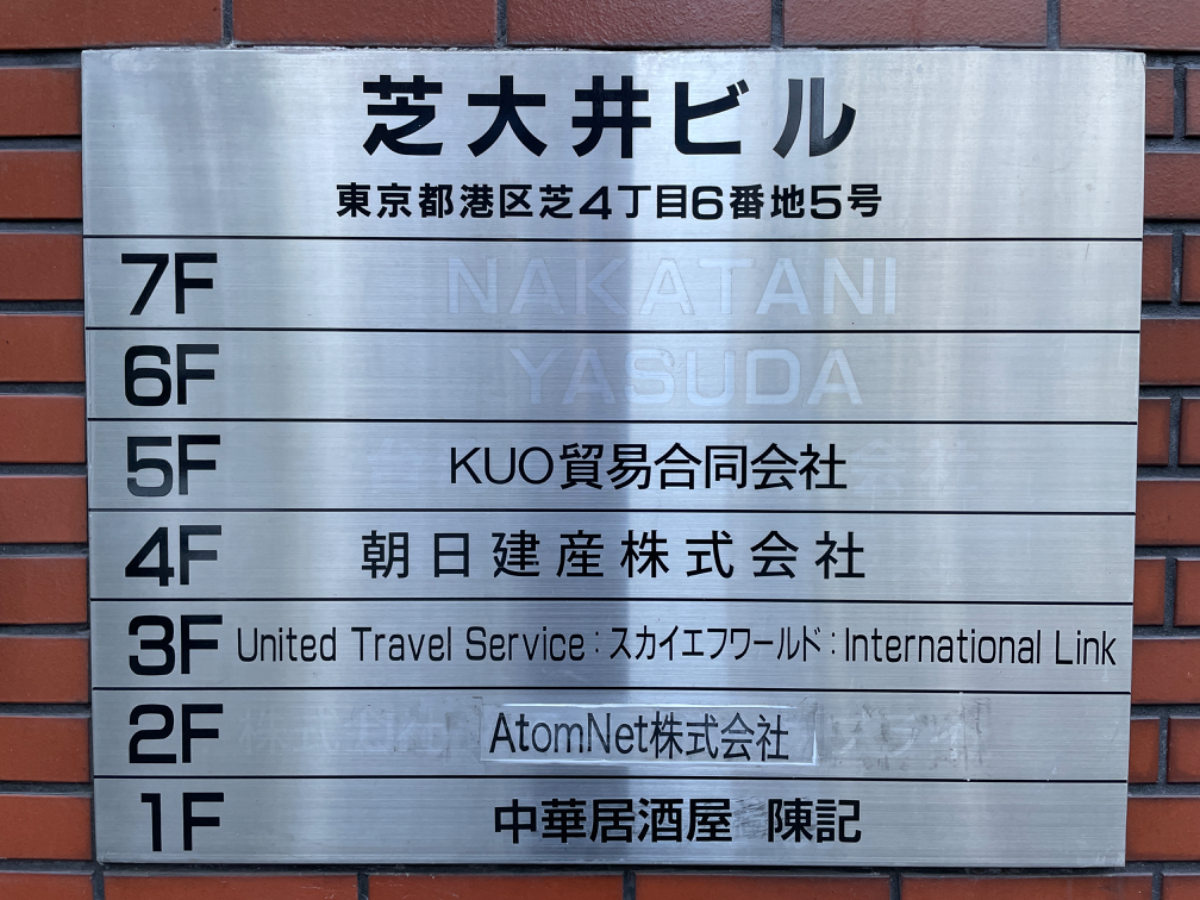 芝大井ビル
東京都港区芝4丁目6番地5号
7F NAKATANI
6F YASUDA
5F KUO貿易合同会社
4F 朝日建産株式会社
3F United Travel Service:スカイエフワールド:International Link
2F 株式会社 AtomNet株式会社
1F 中華居酒屋 陳記